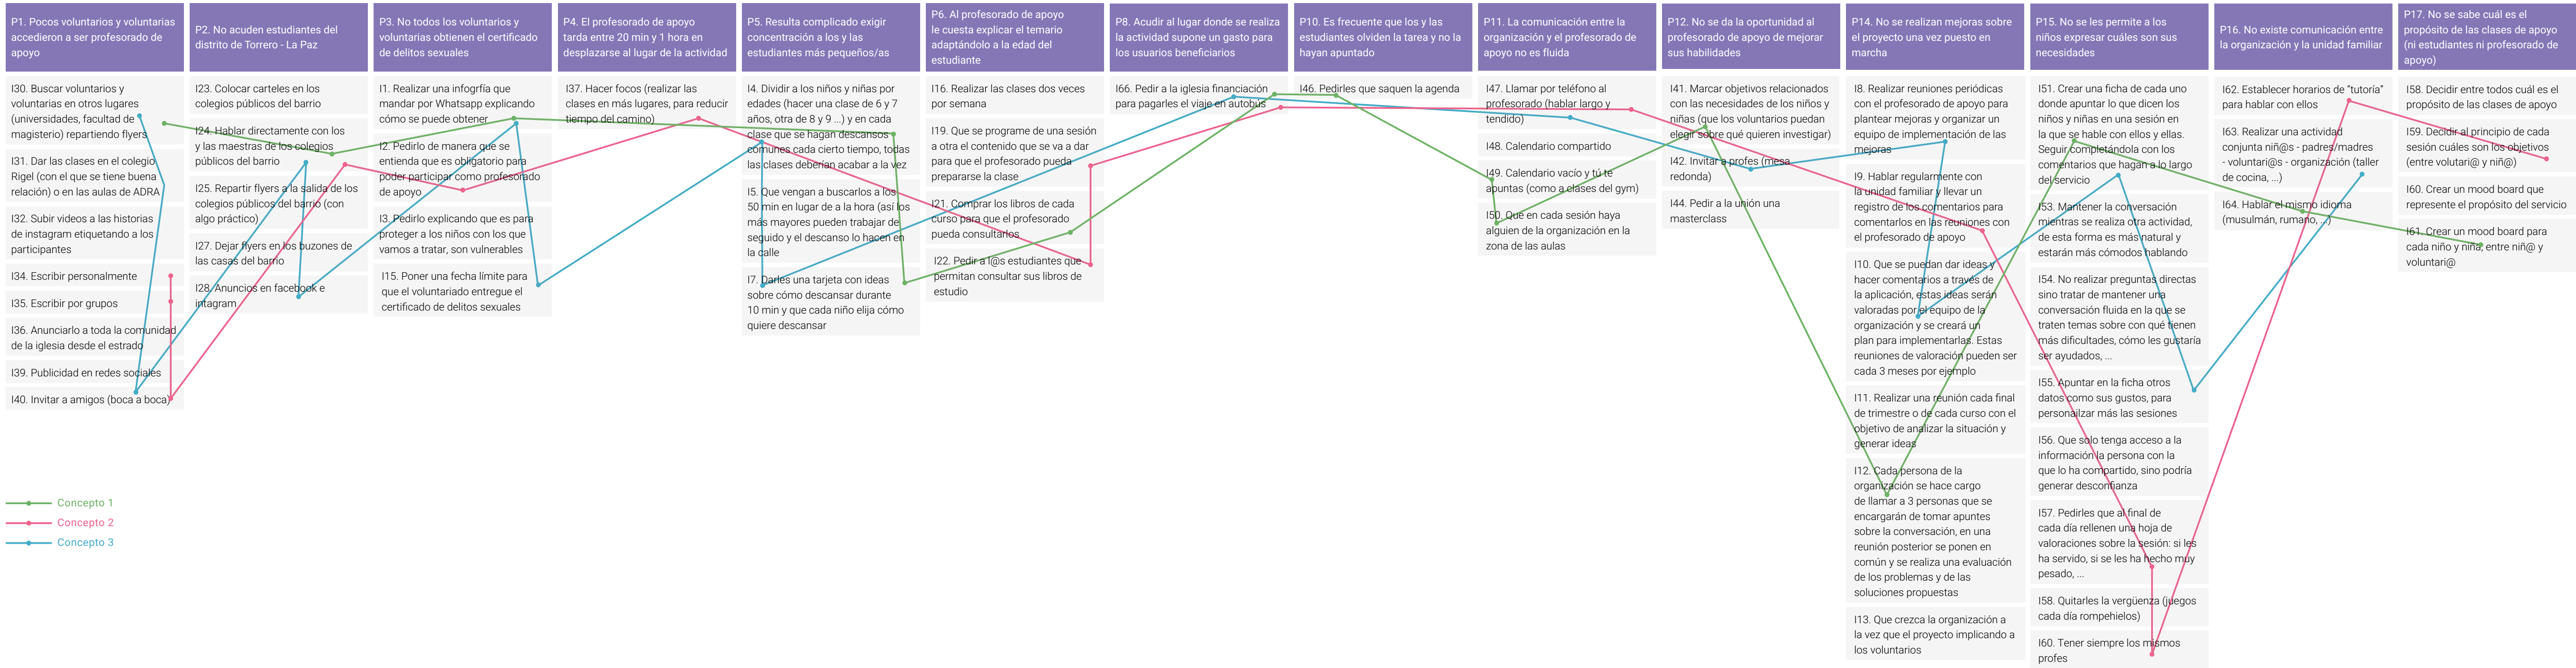 P1. Pocos voluntarios y voluntarias
accedieron a ser profesorado de
apoyo
I30. Buscar voluntarios y
voluntarias en otros lugares
(universidades, facultad de
magisterio) repartiendo flyers
I31. Dar las clases en el colegio
Rigel (con el que se tiene buena
relación) o en las aulas de ADRA
I32. Subir videos a las historias
de instagram etiquetando a los
participantes
I34. Escribir personalmente
I35. Escribir por grupos
I36. Anunciarlo a toda la comunidad
de la iglesia desde el estrado
I39. Publicidad en redes sociales
I40. Invitar a amigos (boca a boca)
P2. No acuden estudiantes del
distrito de Torrero - La Paz
I23. Colocar carteles en los
colegios públicos del barrio
I24. Hablar directamente con los
y las maestras de los colegios
públicos del barrio
I25. Repartir flyers a la salida de los
colegios públicos del barrio (con
algo práctico)
I27. Dejar flyers en los buzones de
las casas del barrio
I28. Anuncios en facebook e
intagram
P3. No todos los voluntarios y
voluntarias obtienen el certificado
de delitos sexuales
I1. Realizar una infogrfía que
mandar por Whatsapp explicando
cómo se puede obtener
I2. Pedirlo de manera que se
entienda que es obligatorio para
poder participar como profesorado
de apoyo
I3. Pedirlo explicando que es para
proteger a los niños con los que
vamos a tratar, son vulnerables
I15. Poner una fecha límite para
que el voluntariado entregue el
certificado de delitos sexuales
P4. El profesorado de apoyo
tarda entre 20 min y 1 hora en
desplazarse al lugar de la actividad
I37. Hacer focos (realizar las
clases en más lugares, para reducir
tiempo del camino)
P5. Resulta complicado exigir
concentración a los y las
estudiantes más pequeños/as
I4. Dividir a los niños y niñas por
edades (hacer una clase de 6 y 7
años, otra de 8 y 9 ...) y en cada
clase que se hagan descansos
comunes cada cierto tiempo, todas
las clases deberían acabar a la vez
I5. Que vengan a buscarlos a los
50 min en lugar de a la hora (así los
más mayores pueden trabajar de
seguido y el descanso lo hacen en
la calle
I7. Darles una tarjeta con ideas
sobre cómo descansar durante
10 min y que cada niño elija cómo
quiere descansar
P6. Al profesorado de apoyo
le cuesta explicar el temario
adaptándolo a la edad del
estudiante
I16. Realizar las clases dos veces
por semana
I19. Que se programe de una sesión
a otra el contenido que se va a dar
para que el profesorado pueda
prepararse la clase
I21. Comprar los libros de cada
curso para que el profesorado
pueda consultarlos
I22. Pedir a l@s estudiantes que
permitan consultar sus libros de
estudio
P8. Acudir al lugar donde se realiza
la actividad supone un gasto para
los usuarios beneficiarios
I66. Pedir a la iglesia financiación
para pagarles el viaje en autobús
P10. Es frecuente que los y las
estudiantes olviden la tarea y no la
hayan apuntado
I46. Pedirles que saquen la agenda
P11. La comunicación entre la
organización y el profesorado de
apoyo no es fluida
I47. Llamar por teléfono al
profesorado (hablar largo y
tendido)
I48. Calendario compartido
I49. Calendario vacío y tú te
apuntas (como a clases del gym)
I50. Que en cada sesión haya
alguien de la organización en la
zona de las aulas
P12. No se da la oportunidad al
profesorado de apoyo de mejorar
sus habilidades
I41. Marcar objetivos relacionados
con las necesidades de los niños y
niñas (que los voluntarios puedan
elegir sobre qué quieren investigar)
I42. Invitar a profes (mesa
redonda)
I44. Pedir a la unión una
masterclass
P14. No se realizan mejoras sobre
el proyecto una vez puesto en
marcha
I8. Realizar reuniones periódicas
con el profesorado de apoyo para
plantear mejoras y organizar un
equipo de implementación de las
mejoras
I9. Hablar regularmente con
la unidad familiar y llevar un
registro de los comentarios para
comentarlos en las reuniones con
el profesorado de apoyo
I10. Que se puedan dar ideas y
hacer comentarios a través de
la aplicación, estas ideas serán
valoradas por el equipo de la
organización y se creará un
plan para implementarlas. Estas
reuniones de valoración pueden ser
cada 3 meses por ejemplo
I11. Realizar una reunión cada final
de trimestre o de cada curso con el
objetivo de analizar la situación y
generar ideas
I12. Cada persona de la
organización se hace cargo
de llamar a 3 personas que se
encargarán de tomar apuntes
sobre la conversación, en una
reunión posterior se ponen en
común y se realiza una evaluación
de los problemas y de las
soluciones propuestas
I13. Que crezca la organización a
la vez que el proyecto implicando a
los voluntarios
P15. No se les permite a los
niños expresar cuáles son sus
necesidades
I51. Crear una ficha de cada uno
donde apuntar lo que dicen los
niños y niñas en una sesión en
la que se hable con ellos y ellas.
Seguir completándola con los
comentarios que hagan a lo largo
del servicio
I53. Mantener la conversación
mientras se realiza otra actividad,
de esta forma es más natural y
estarán más cómodos hablando
I54. No realizar preguntas directas
sino tratar de mantener una
conversación fluida en la que se
traten temas sobre con qué tienen
más dificultades, cómo les gustaría
ser ayudados, ...
I55. Apuntar en la ficha otros
datos como sus gustos, para
personailzar más las sesiones
I56. Que solo tenga acceso a la
información la persona con la
que lo ha compartido, sino podría
generar desconfianza
I57. Pedirles que al final de
cada día rellenen una hoja de
valoraciones sobre la sesión: si les
ha servido, si se les ha hecho muy
pesado, ...
I58. Quitarles la vergüenza (juegos
cada día rompehielos)
I60. Tener siempre los mismos
profes
P16. No existe comunicación entre
la organización y la unidad familiar
I62. Establecer horarios de "tutoría"
para hablar con ellos
I63. Realizar una actividad
conjunta niñ@s - padres/madres
- voluntari@s - organización (taller
de cocina, ...)
I64. Hablar el mismo idioma
(musulmán, rumano, ...)
P17. No se sabe cuál es el
propósito de las clases de apoyo
(ni estudiantes ni profesorado de
apoyo)
I58. Decidir entre todos cuál es el
propósito de las clases de apoyo
I59. Decidir al principio de cada
sesión cuáles son los objetivos
(entre volutari@ y niñ@)
I60. Crear un mood board que
represente el propósito del servicio
I61. Crear un mood board para
cada niño y niña, entre niñ@ y
voluntari@
Concepto 1
Concepto 2
Concepto 3